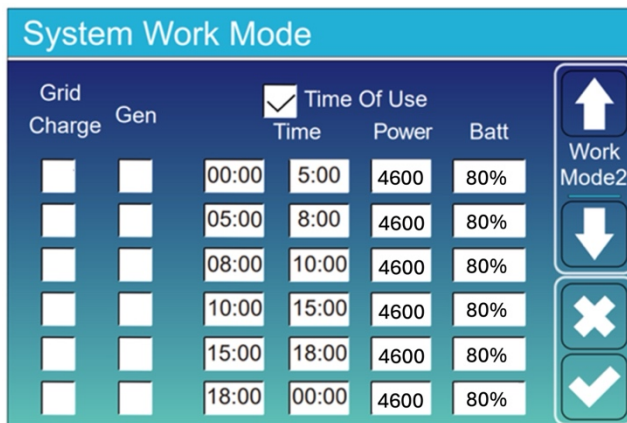 System Work Mode
Grid Charge Gen Time Of Use
Time Power Batt
00:00 5:00 4600 80%
05:00 8:00 4600 80%
08:00 10:00 4600 80%
10:00 15:00 4600 80%
15:00 18:00 4600 80%
18:00 00:00 4600 80%
Work
Mode2